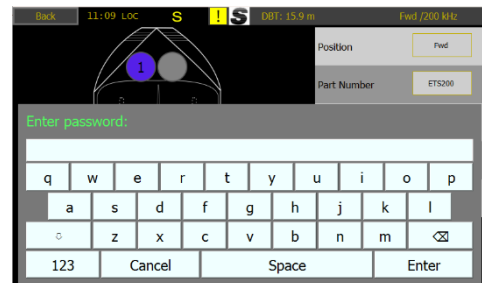 Back 11:09 LOC S ! S DBT: 15.9 m Fwd /200 kHz
Position Fwd
1
Part Number ETS200
Enter password:
q w e r t y u i o p
a s d f g h j k l
z x c v b n m
123 Cancel Space Enter